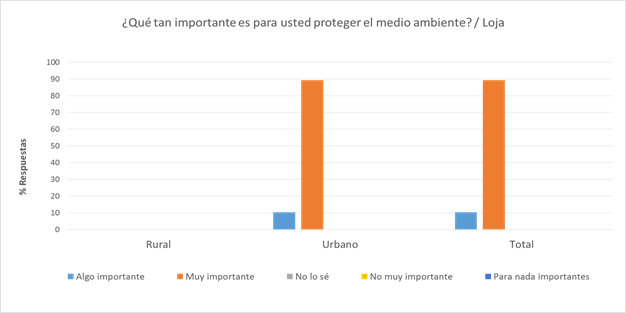 ¿Qué tan importante es para usted proteger el medio ambiente? / Loja
100
90
80
70
60
50
40
30
20
10
0
% Respuestas
Rural Urbano Total
Algo importante Muy importante No lo sé No muy importante Para nada importantes